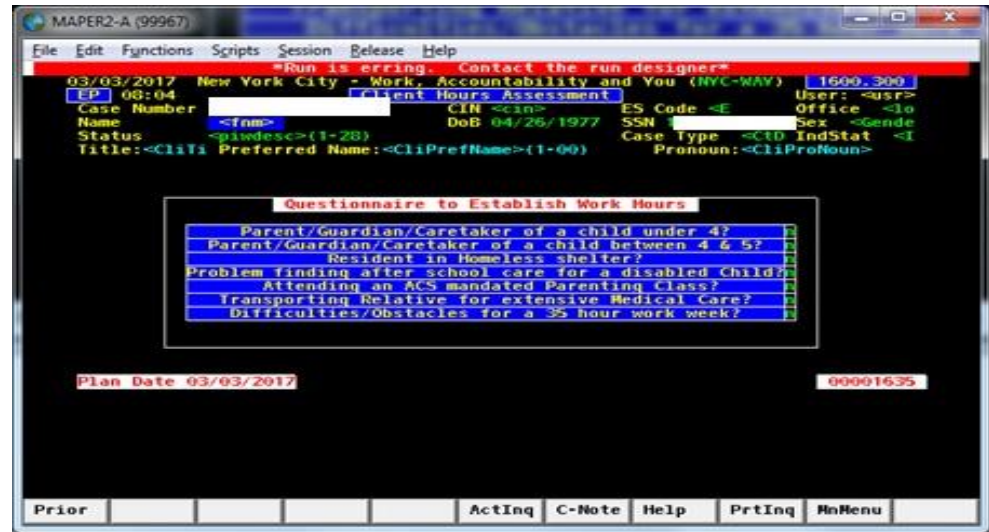 MAPER2-A (99967)
File Edit Functions Scripts Session Release Help
*Run is erring. Contact the run designer*
03/03/2017 New York City - Work, Accountability and You (NYC-WAY) 1600.300
EP 08:04 Client Hours Assessment User: <usr>
Case Number CIN <cin> ES Code <E Office <lo
Name <fnm> DoB 04/26/1977 SSN Sex <Gende
Status <piwdesc>(1-28) Case Type <CtD IndStat <I
Title:<CliTi Preferred Name:<CliPrefName>(1-00) Pronoun:<CliProNoun>
Questionnaire to Establish Work Hours
Parent/Guardian/Caretaker of a child under 4? n
Parent/Guardian/Caretaker of a child between 4 & 5? n
Resident in Homeless shelter? n
Problem finding after school care for a disabled Child? n
Attending an ACS mandated Parenting Class? n
Transporting Relative for extensive Medical Care? n
Difficulties/Obstacles for a 35 hour work week? n
Plan Date 03/03/2017 00001635
Prior ActInq C-Note Help PrtInq MnMenu